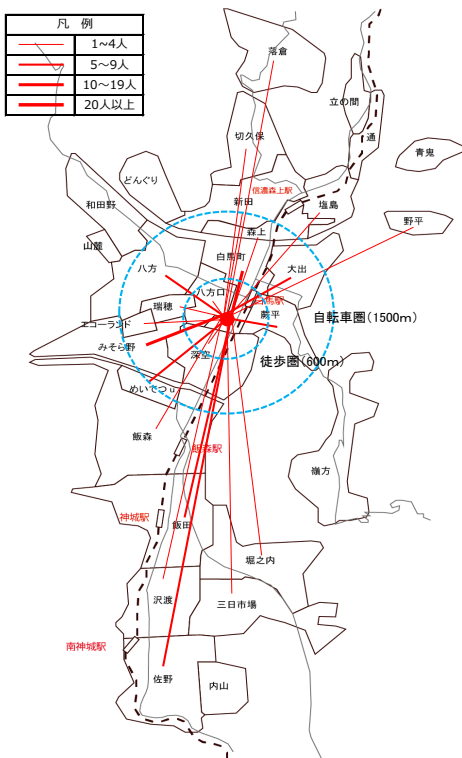 凡 例
1~4人
5～9人
10～19人
20人以上
落倉
立の間
通
切久保
青鬼
どんぐり
信濃森上駅
和田野
新田
塩島
野平
森上
山麓
白馬町
八方
大出
八方口
白馬駅
瑞穂
蕨平
自転車圏(1500m)
エコーランド
みそら野
深空
徒歩圏(600m)
めいてつu
飯森
飯森駅
嶺方
神城駅
飯田
堀之内
沢渡
三日市場
南神城駅
佐野
内山